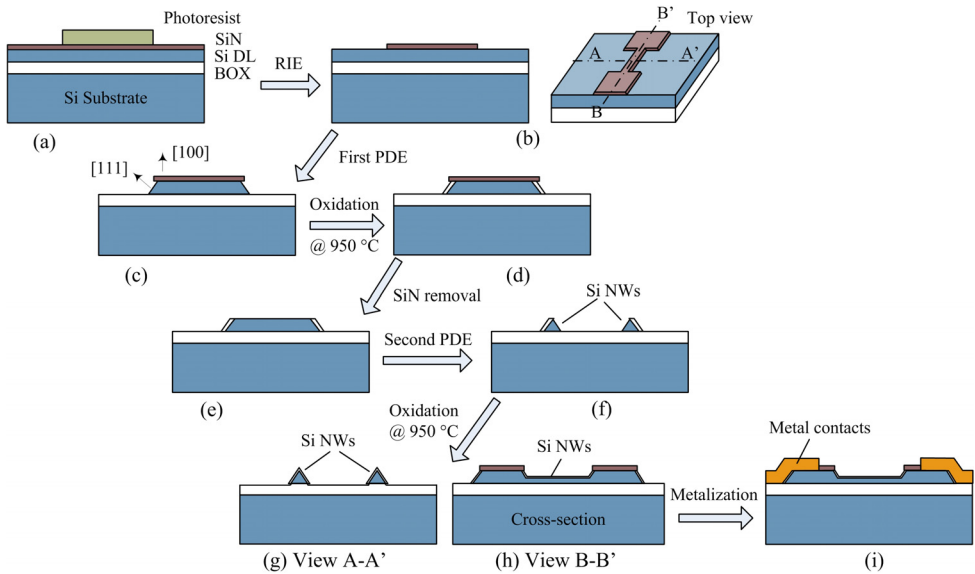 Photoresist
SiN
Si DL
BOX
Si Substrate
(a)
RIE
(b)
B'
Top view
A
A'
B
First PDE
[100]
[111]
(c)
Oxidation
@ 950 °C
(d)
SiN removal
(e)
Second PDE
Si NWs
(f)
Oxidation
@ 950 °C
Si NWs
(g) View A-A'
Si NWs
Cross-section
(h) View B-B'
Metalization
Metal contacts
(i)